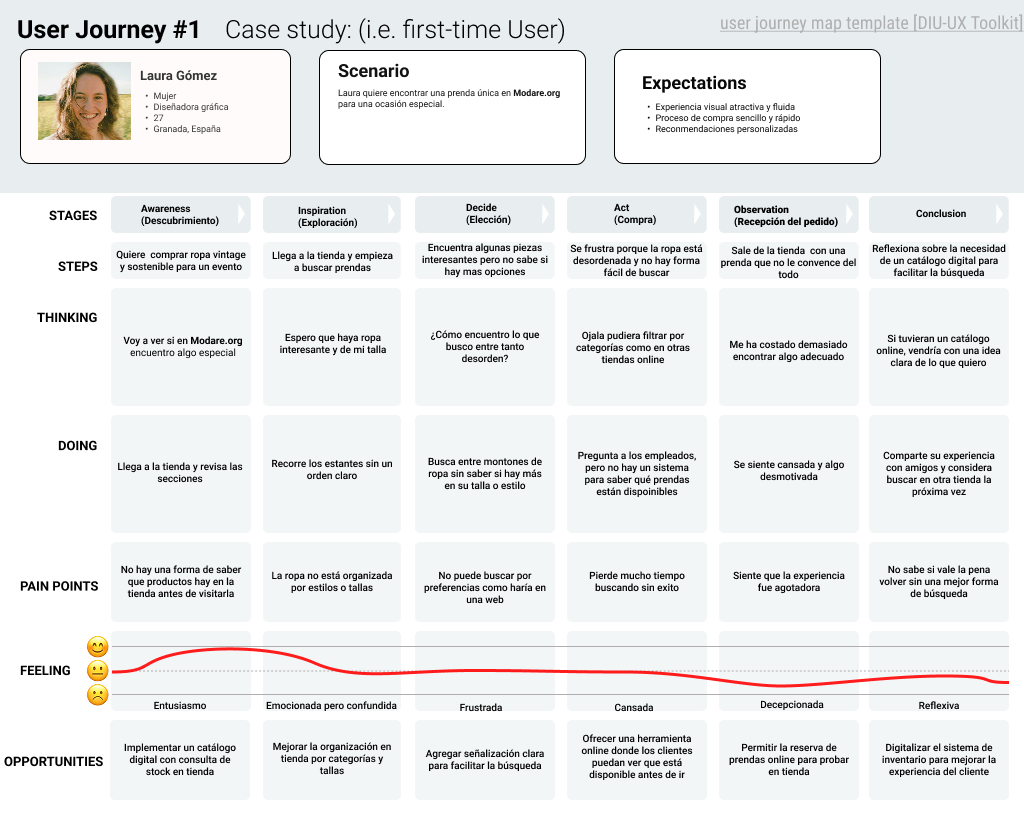 User Journey #1 Case study: (i.e. first-time User)
user journey map template [DIU-UX Toolkit]
Laura Gómez
• Mujer
• Diseñadora gráfica
• 27
• Granada, España
Scenario
Laura quiere encontrar una prenda única en Modare.org
para una ocasión especial.
Expectations
• Experiencia visual atractiva y fluida
• Proceso de compra sencillo y rápido
• Reconmendaciones personalizadas
STAGES
Awareness
(Descubrimiento)
Inspiration
(Exploración)
Decide
(Elección)
Act
(Compra)
Observation
(Recepción del pedido)
Conclusion
STEPS
Quiere comprar ropa vintage
y sostenible para un evento
Llega a la tienda y empieza
a buscar prendas
Encuentra algunas piezas
interesantes pero no sabe si
hay mas opciones
Se frustra porque la ropa está
desordenada y no hay forma
fácil de buscar
Sale de la tienda con una
prenda que no le convence del
todo
Reflexiona sobre la necesidad
de un catálogo digital para
facilitar la búsqueda
THINKING
Voy a ver si en Modare.org
encuentro algo especial
Espero que haya ropa
interesante y de mi talla
¿Cómo encuentro lo que
busco entre tanto
desorden?
Ojala pudiera filtrar por
categorías como en otras
tiendas online
Me ha costado demasiado
encontrar algo adecuado
Si tuvieran un catálogo
online, vendría con una idea
clara de lo que quiero
DOING
Llega a la tienda y revisa las
secciones
Recorre los estantes sin un
orden claro
Busca entre montones de
ropa sin saber si hay más
en su talla o estilo
Pregunta a los empleados,
pero no hay un sistema
para saber qué prendas
están dispoinibles
Se siente cansada y algo
desmotivada
Comparte su experiencia
con amigos y considera
buscar en otra tienda la
próxima vez
PAIN POINTS
No hay una forma de saber
que productos hay en la
tienda antes de visitarla
La ropa no está organizada
por estilos o tallas
No puede buscar por
preferencias como haría en
una web
Pierde mucho tiempo
buscando sin exito
Siente que la experiencia
fue agotadora
No sabe si vale la pena
volver sin una mejor forma
de búsqueda
FEELING
Entusiasmo
Emocionada pero confundida
Frustrada
Cansada
Decepcionada
Reflexiva
OPPORTUNITIES
Implementar un catálogo
digital con consulta de
stock en tienda
Mejorar la organización en
tienda por categorías y
tallas
Agregar señalización clara
para facilitar la búsqueda
Ofrecer una herramienta
online donde los clientes
puedan ver que está
disponible antes de ir
Permitir la reserva de
prendas online para probar
en tienda
Digitalizar el sistema de
inventario para mejorar la
experiencia del cliente